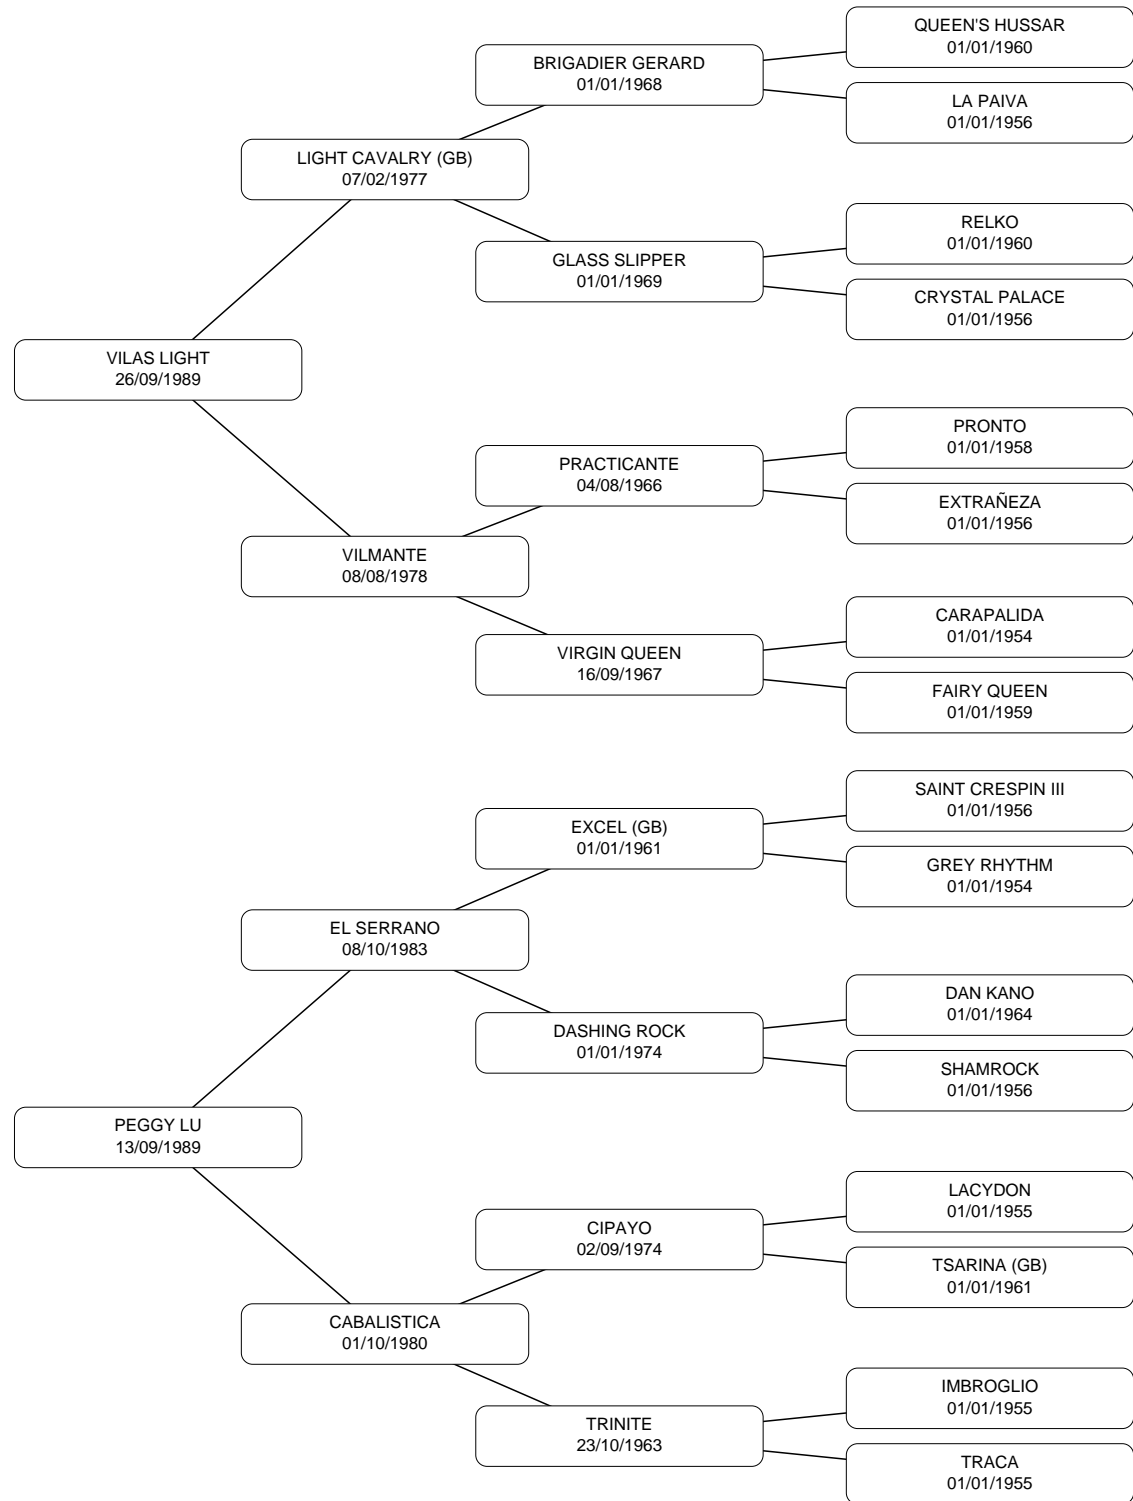 QUEEN'S HUSSAR
01/01/1960
BRIGADIER GERARD
01/01/1968
LA PAIVA
01/01/1956
LIGHT CAVALRY (GB)
07/02/1977
RELKO
01/01/1960
GLASS SLIPPER
01/01/1969
CRYSTAL PALACE
01/01/1956
VILAS LIGHT
26/09/1989
PRONTO
01/01/1958
PRACTICANTE
04/08/1966
EXTRAÑEZA
01/01/1956
VILMANTE
08/08/1978
CARAPALIDA
01/01/1954
VIRGIN QUEEN
16/09/1967
FAIRY QUEEN
01/01/1959
SAINT CRESPIN III
01/01/1956
EXCEL (GB)
01/01/1961
GREY RHYTHM
01/01/1954
EL SERRANO
08/10/1983
DAN KANO
01/01/1964
DASHING ROCK
01/01/1974
SHAMROCK
01/01/1956
PEGGY LU
13/09/1989
LACYDON
01/01/1955
CIPAYO
02/09/1974
TSARINA (GB)
01/01/1961
CABALISTICA
01/10/1980
IMBROGLIO
01/01/1955
TRINITE
23/10/1963
TRACA
01/01/1955